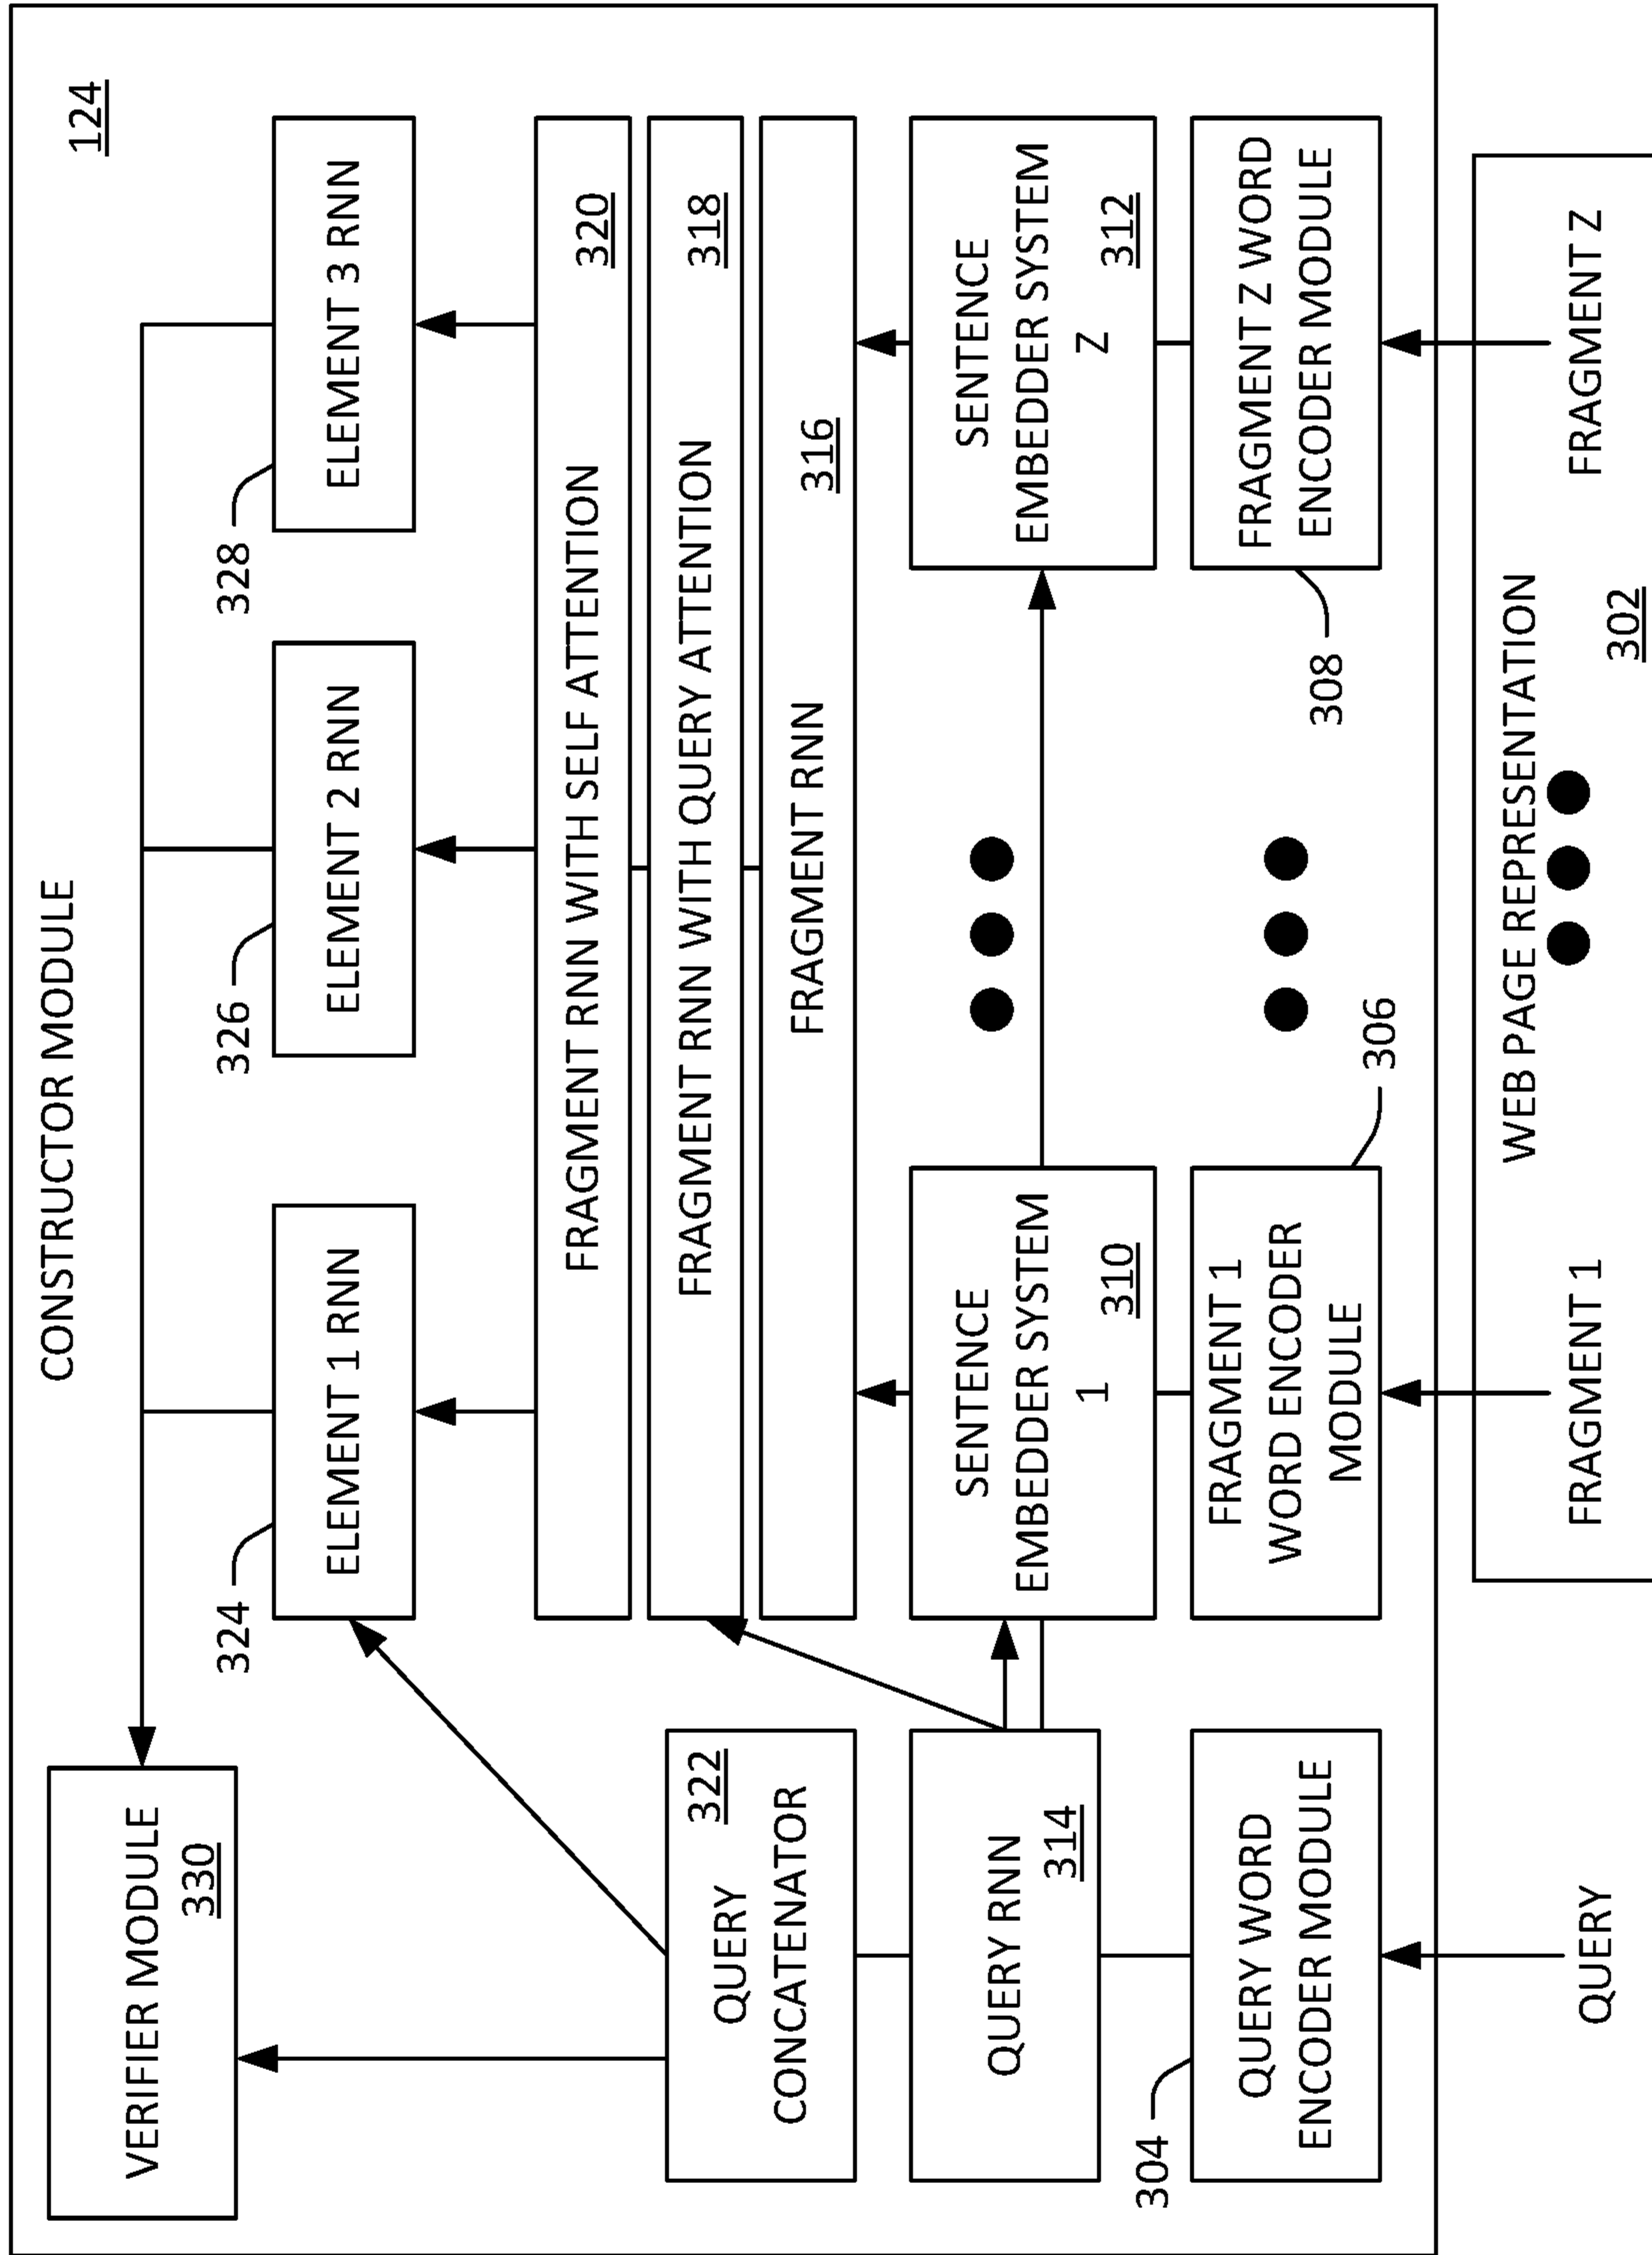 CONSTRUCTOR MODULE
124
VERIFIER MODULE
330
324
ELEMENT 1 RNN
326
ELEMENT 2 RNN
328
ELEMENT 3 RNN
FRAGMENT RNN WITH SELF ATTENTION
320
FRAGMENT RNN WITH QUERY ATTENTION
318
FRAGMENT RNN
316
QUERY
CONCATENATOR
322
QUERY RNN
314
SENTENCE
EMBEDDER SYSTEM
1
310
SENTENCE
EMBEDDER SYSTEM
Z
312
304
QUERY WORD
ENCODER MODULE
FRAGMENT 1
WORD ENCODER
MODULE
306
308
FRAGMENT Z WORD
ENCODER MODULE
QUERY
WEB PAGE REPRESENTATION
FRAGMENT 1
FRAGMENT Z
302